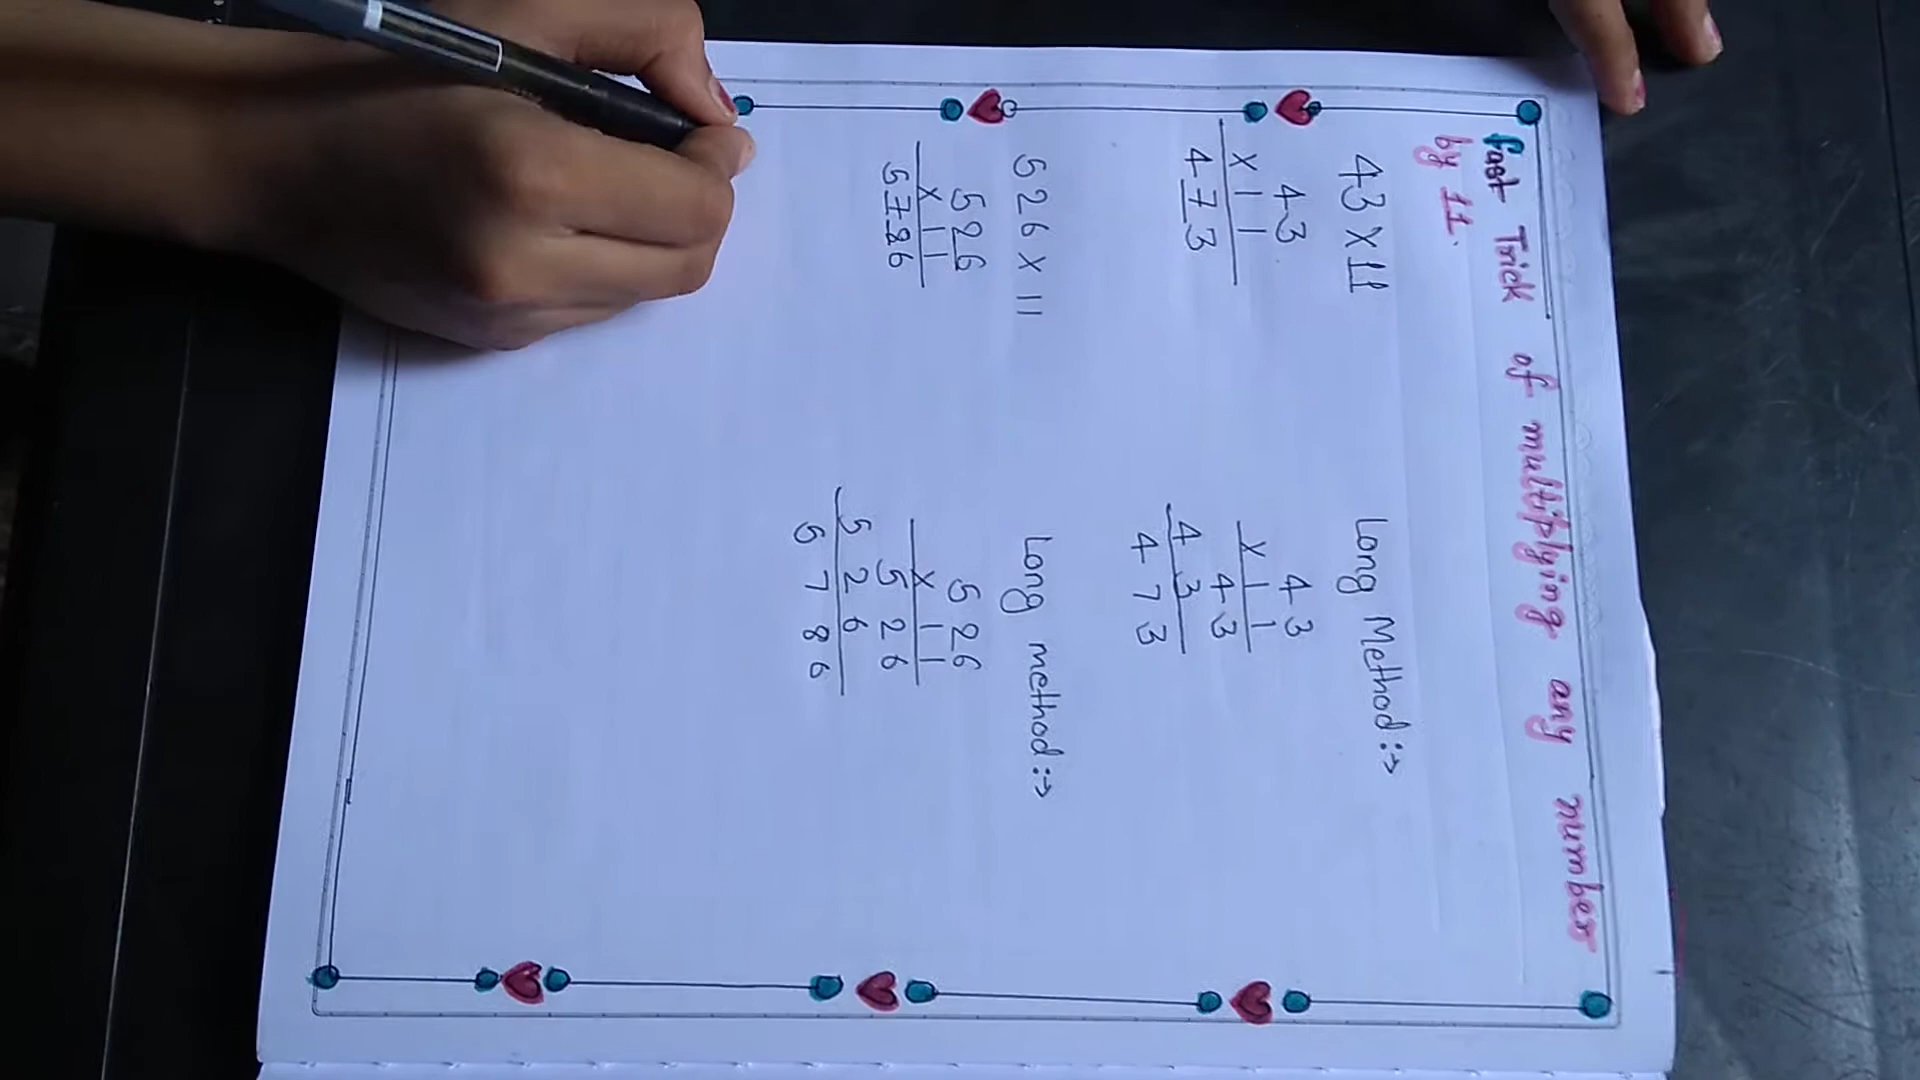 fast Trick of multiplying any number
by 11.
43 X 11
43
X 11
473
Long Method:->
43
X 11
43
43
473
526 X 11
526
X 11
5786
Long method:->
526
X 11
526
526
5786